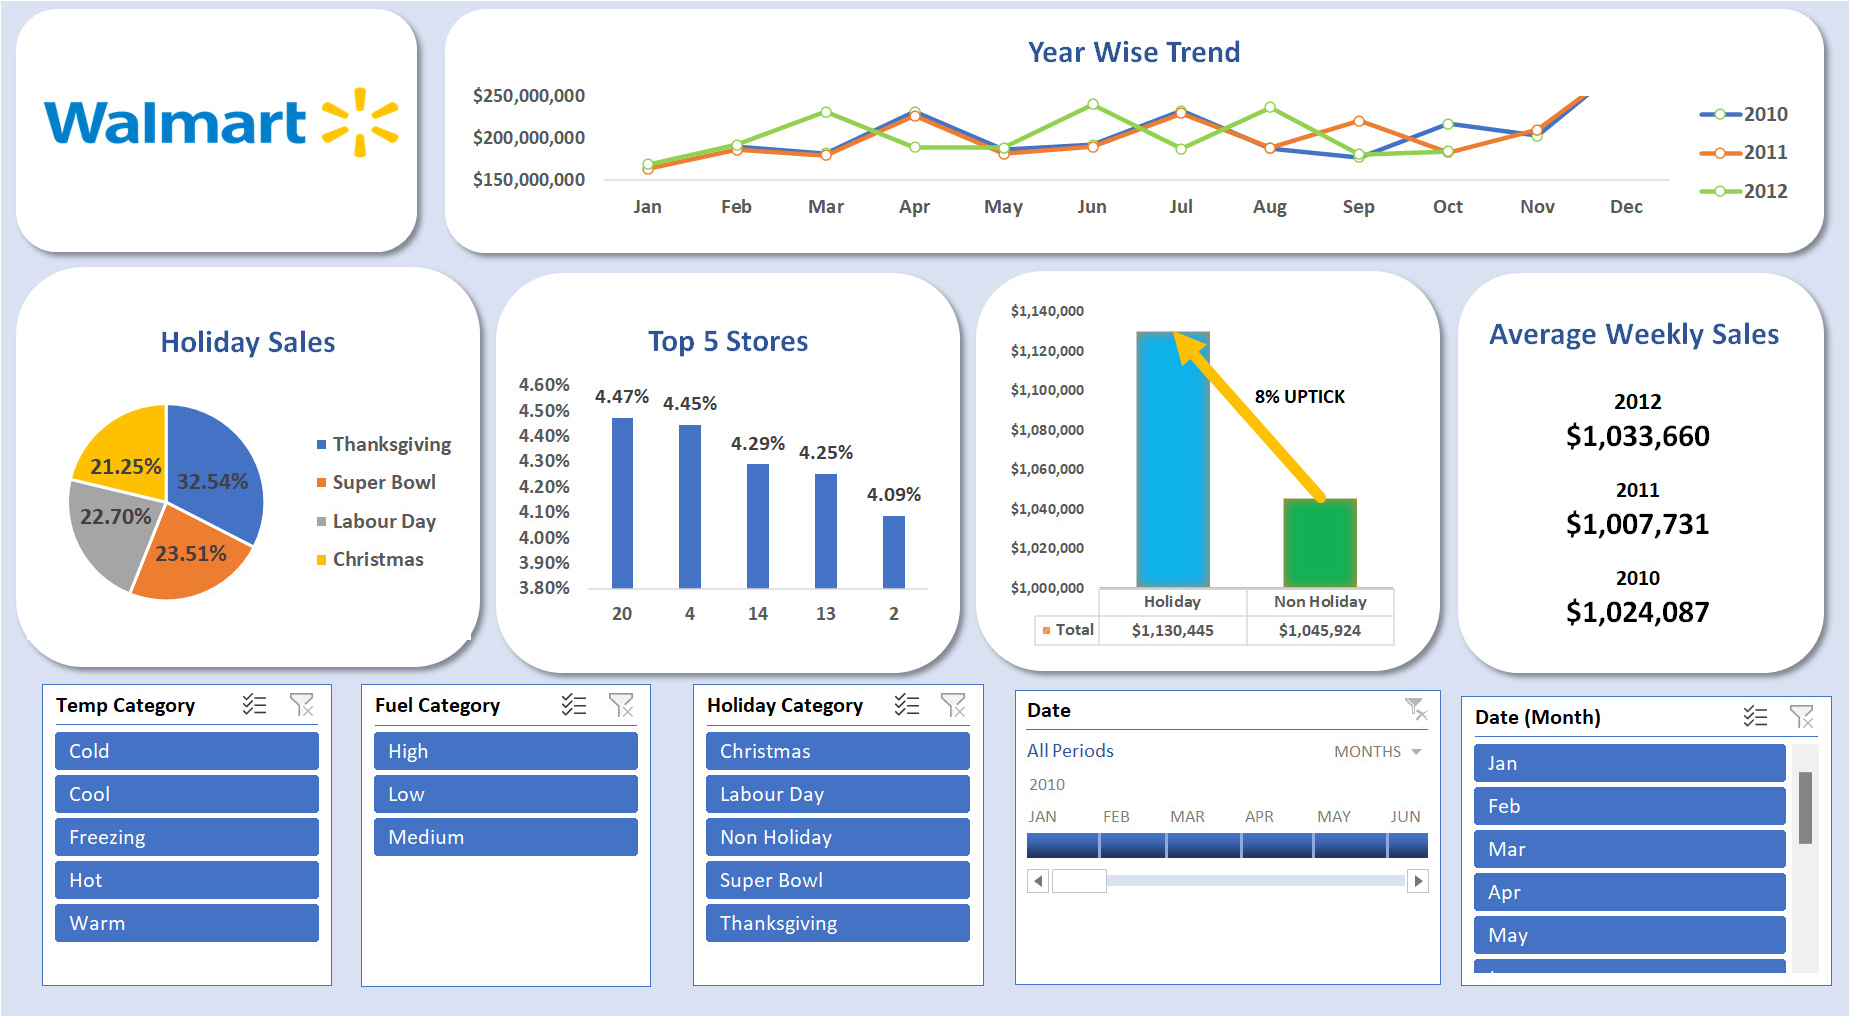 Walmart
Year Wise Trend
$250,000,000
$200,000,000
$150,000,000
Jan Feb Mar Apr May Jun Jul Aug Sep Oct Nov Dec
2010
2011
2012
Holiday Sales
21.25%
32.54%
22.70%
23.51%
Thanksgiving
Super Bowl
Labour Day
Christmas
Top 5 Stores
4.60%
4.50%
4.40%
4.30%
4.20%
4.10%
4.00%
3.90%
3.80%
4.47%
4.45%
4.29%
4.25%
4.09%
20 4 14 13 2
$1,140,000
$1,120,000
$1,100,000
$1,080,000
$1,060,000
$1,040,000
$1,020,000
$1,000,000
8% UPTICK
Holiday Non Holiday
Total $1,130,445 $1,045,924
Average Weekly Sales
2012
$1,033,660
2011
$1,007,731
2010
$1,024,087
Temp Category
Cold
Cool
Freezing
Hot
Warm
Fuel Category
High
Low
Medium
Holiday Category
Christmas
Labour Day
Non Holiday
Super Bowl
Thanksgiving
Date
All Periods MONTHS
2010
JAN FEB MAR APR MAY JUN
Date (Month)
Jan
Feb
Mar
Apr
May